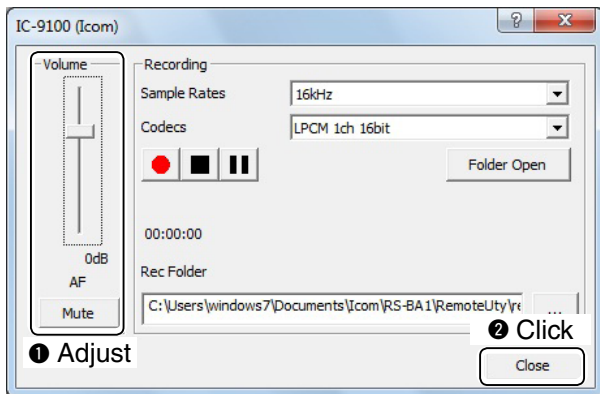 IC-9100 (Icom)
Volume
0dB
AF
Mute
❶ Adjust
Recording
Sample Rates 16kHz
Codecs LPCM 1ch 16bit
Folder Open
00:00:00
Rec Folder
C:\Users\windows7\Documents\Icom\RS-BA1\RemoteUty\re ...
❷ Click
Close